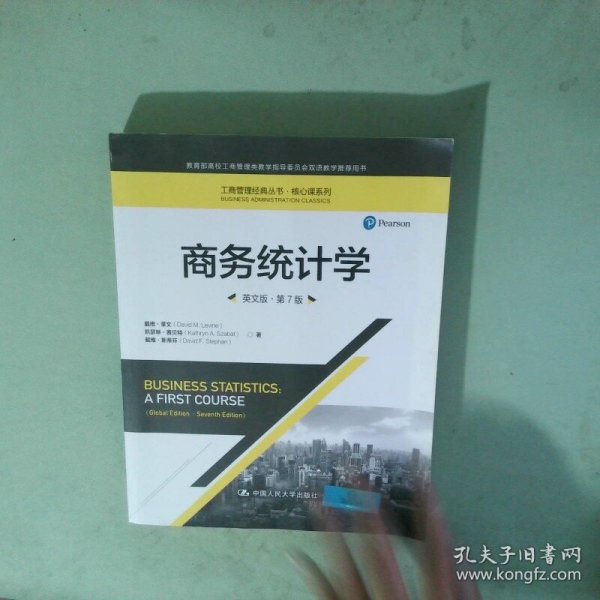 教育部高校工商管理类教学指导委员会双语教学推荐用书
工商管理经典丛书·核心课系列
BUSINESS ADMINISTRATION CLASSICS
Pearson
商务统计学
英文版·第7版
戴维·莱文(David M. Levine)
凯瑟琳·赛贝特(Kathryn A. Szabat)
戴维·斯蒂芬(David F. Stephan)
◎著
BUSINESS STATISTICS:
A FIRST COURSE
(Global Edition · Seventh Edition)
中国人民大学出版社
孔夫子旧书网
www.kongfz.com